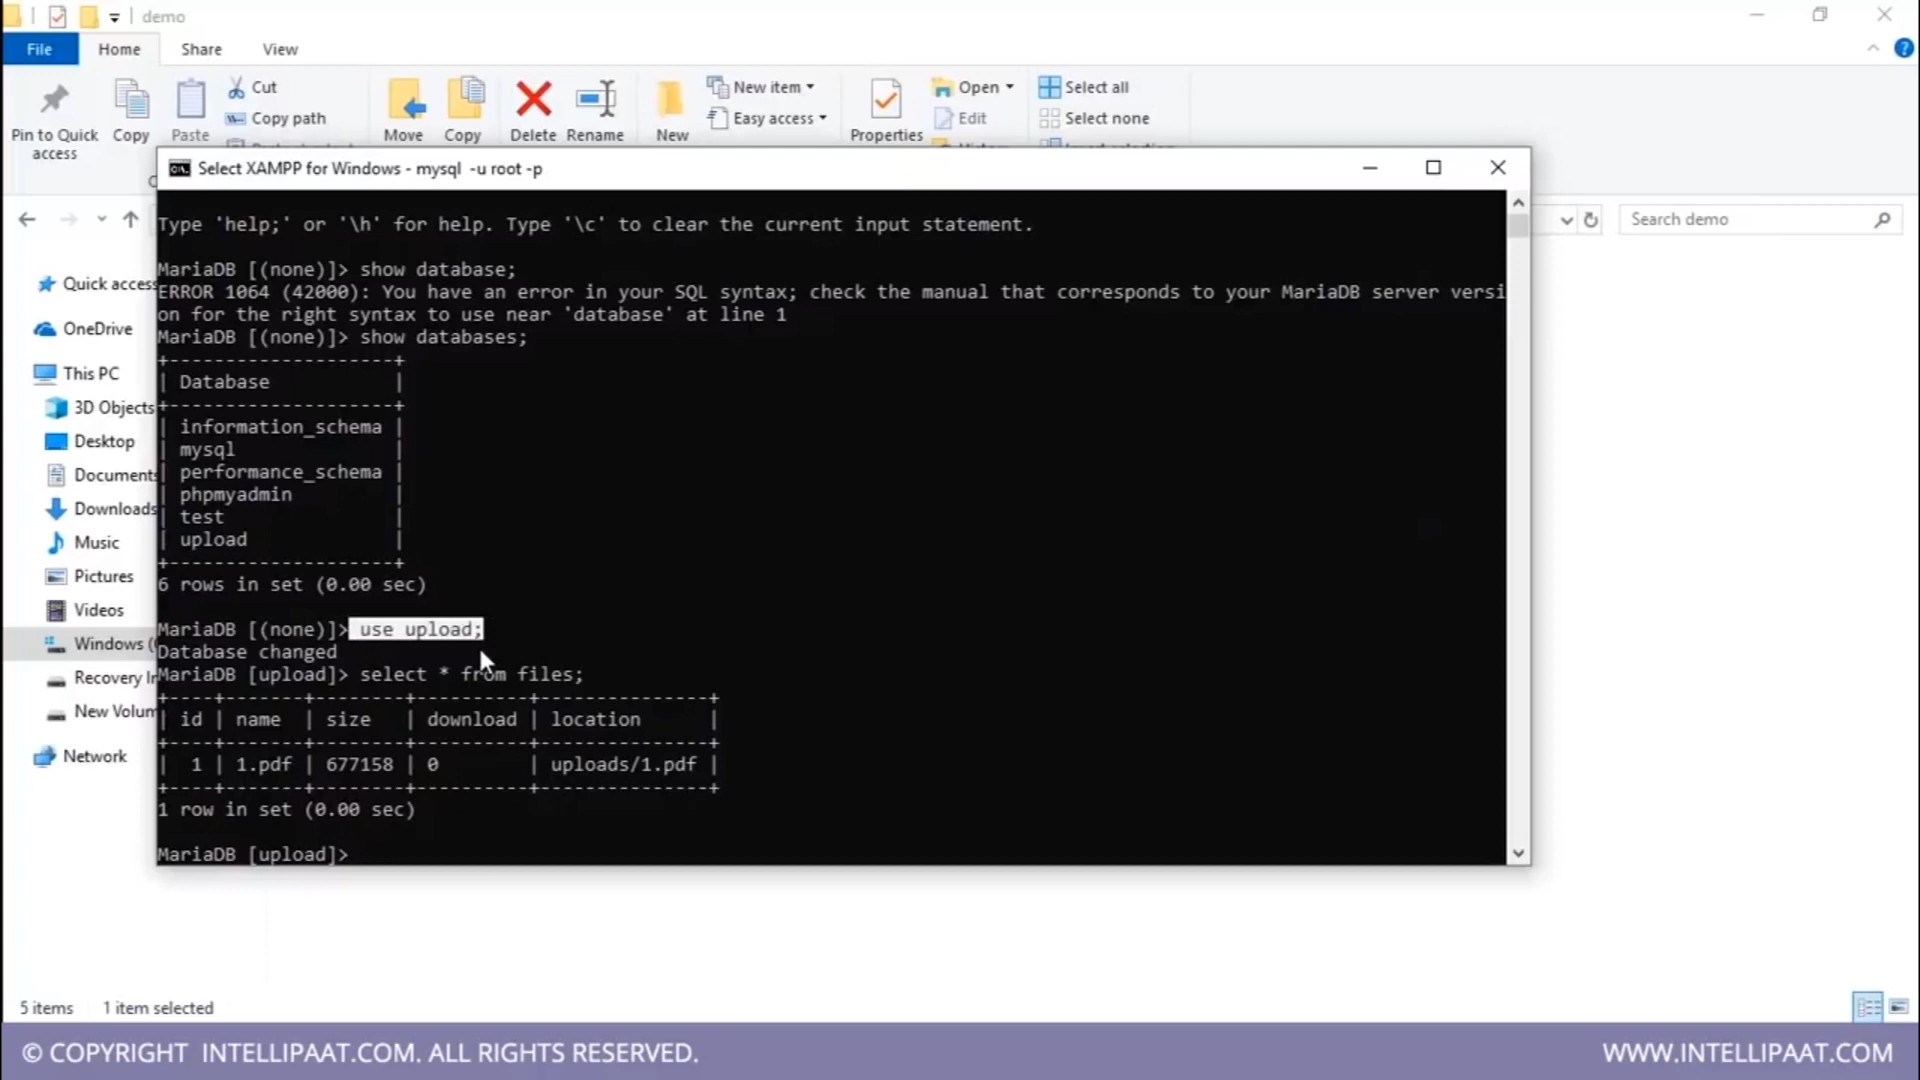 demo
File Home Share View
Pin to Quick access
Copy
Paste
Cut
Copy path
Move
Copy
Delete
Rename
New
New item
Easy access
Properties
Open
Edit
Select all
Select none
Search demo
Select XAMPP for Windows - mysql -u root -p
Type 'help;' or '\h' for help. Type '\c' to clear the current input statement.
MariaDB [(none)]> show database;
ERROR 1064 (42000): You have an error in your SQL syntax; check the manual that corresponds to your MariaDB server versi
on for the right syntax to use near 'database' at line 1
MariaDB [(none)]> show databases;
+--------------------+
| Database           |
+--------------------+
| information_schema |
| mysql              |
| performance_schema |
| phpmyadmin         |
| test               |
| upload             |
+--------------------+
6 rows in set (0.00 sec)
MariaDB [(none)]> use upload;
Database changed
MariaDB [upload]> select * from files;
+----+-------+--------+----------+---------------+
| id | name  | size   | download | location      |
+----+-------+--------+----------+---------------+
|  1 | 1.pdf | 677158 | 0        | uploads/1.pdf |
+----+-------+--------+----------+---------------+
1 row in set (0.00 sec)
MariaDB [upload]>
Quick access
OneDrive
This PC
3D Objects
Desktop
Documents
Downloads
Music
Pictures
Videos
Windows (
Recovery
New Volum
Network
5 items 1 item selected
© COPYRIGHT INTELLIPAAT.COM. ALL RIGHTS RESERVED.
WWW.INTELLIPAAT.COM